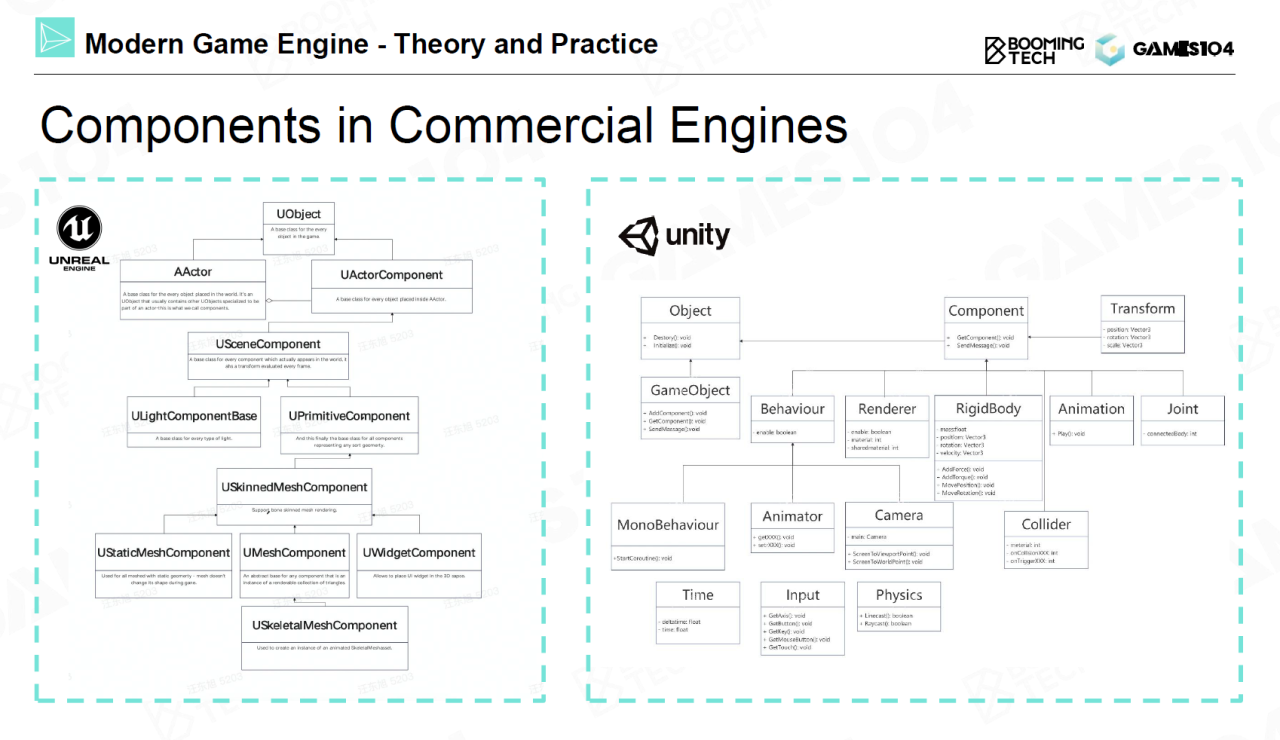 Modern Game Engine - Theory and Practice
BOOMING
TECH
GAMES104
Components in Commercial Engines
UNREAL
ENGINE
UObject
A base class for the every
object in the game.
AActor
A base class for the every object placed in the world. It's an
UObject that usually contains other UObjects specialized to be
part of an actor-this is what we call components.
UActorComponent
A base class for every object placed inside AActor.
USceneComponent
A base class for every component which actually appears in the world. It
aks a transform evaluated every frame.
ULightComponentBase
A base class for every type of light.
UPrimitiveComponent
And this finally the base class for all components
representing any sort geometry.
USkinnedMeshComponent
Support bone skinned mesh rendering.
UStaticMeshComponent
Used for all meshed with static geometry - mesh doesn't
change its shape during game.
UMeshComponent
An abstract base for any component that is an
instance of a renderable collection of triangles.
UWidgetComponent
Allows to place UI widget in the 3D sapce.
USkeletalMeshComponent
Used to create an instance of an animated SkeletalMesh
unity
Object
+ Destory(): void
+ Initialize(): void
Component
+ GetComponent(): void
+ SendMessage(): void
Transform
- position: Vector3
- rotation: Vector3
- scale: Vector3
GameObject
+ AddComponent(): void
+ GetComponent(): void
+ SendMessage():void
Behaviour
- enable: boolean
Renderer
- enable: boolean
- material: int
- sharedmaterial: int
RigidBody
- mass:float
- position: Vector3
- rotation: Vector3
- velocity: Vector3
+ AddTorque(): void
+ MovePosition(): void
+ MoveRotation(): void
Animation
+ Play(): void
Joint
- connectedBody: int
MonoBehaviour
+StartCoroutine(): void
Animator
+ getXXX(): void
+ setXXX(): void
Camera
- main: Camera
+ ScreenToViewportPoint(): void
+ ScreenToWorldPoint(): void
Collider
- material: int
- onCollisionXXX: int
- onTriggerXXX: int
Time
- deltatime: float
- time: float
Input
+ GetAxis(): void
+ GetButton(): void
+ GetKey(): void
+ GetMouseButton(): void
+ GetTouch(): void
Physics
+ Linecast(): boolean
+ Raycast(): boolean